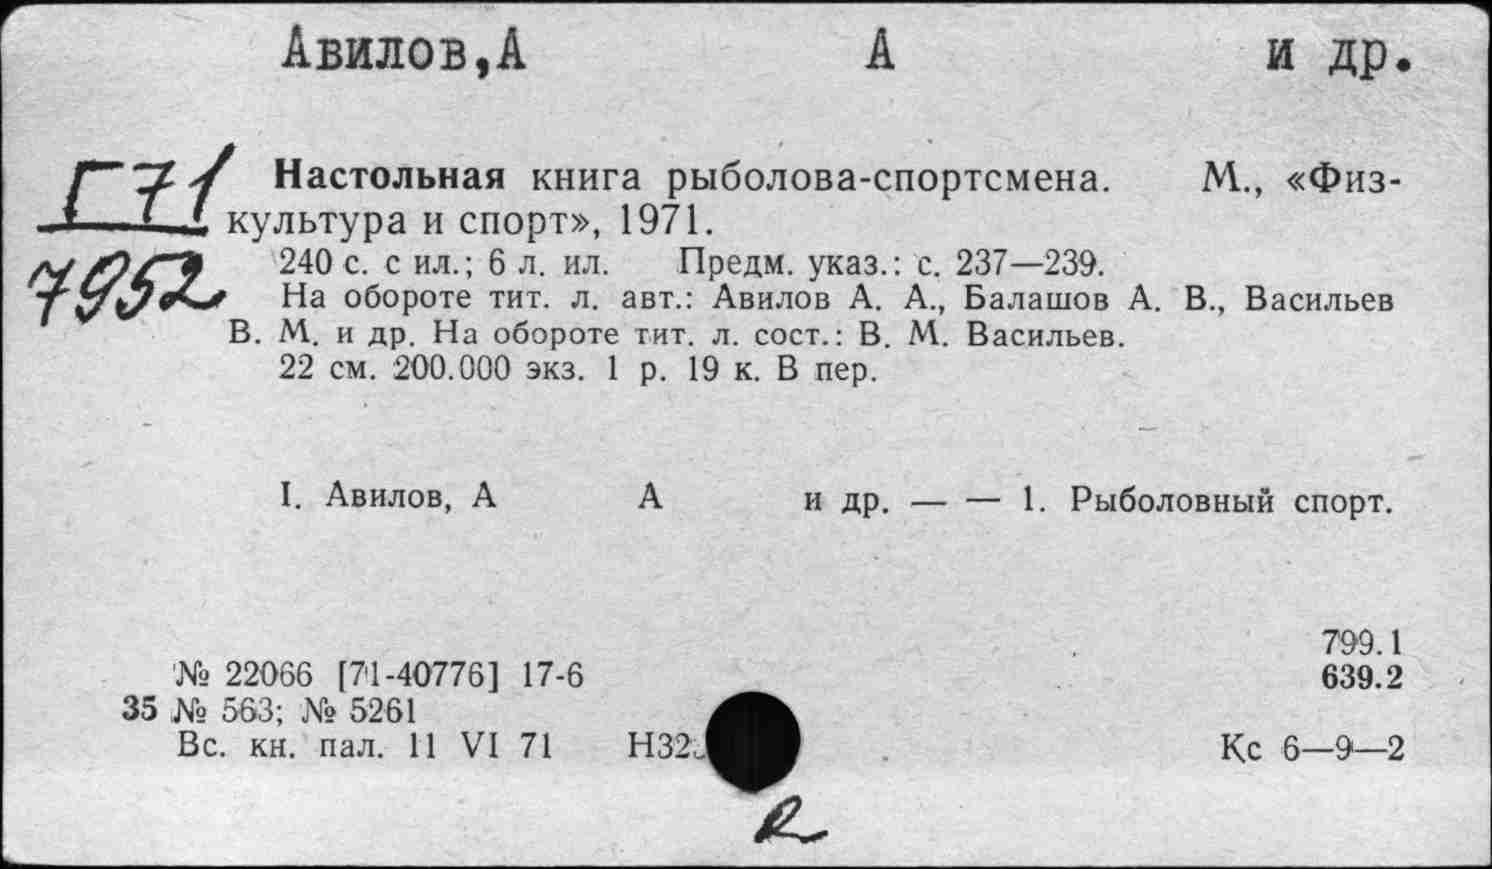 Авилов,А А и др.
Г71
7952
Настольная книга рыболова-спортсмена. М., «Физ-
культура и спорт», 1971.
240 с. с ил.; 6 л. ил. Предм. указ.: с. 237—239.
На обороте тит. л. авт.: Авилов А. А., Балашов А. В., Васильев
В. М. и др. На обороте тит. л. сост.: В. М. Васильев.
22 см. 200.000 экз. 1 р. 19 к. В пер.
I. Авилов, А А и др. — — 1. Рыболовный спорт.
799.1
№ 22066 [71-40776] 17-6 639.2
35 № 563; № 5261
Вс. кн. пал. 11 VI 71 Н32 Кс 6—9—2